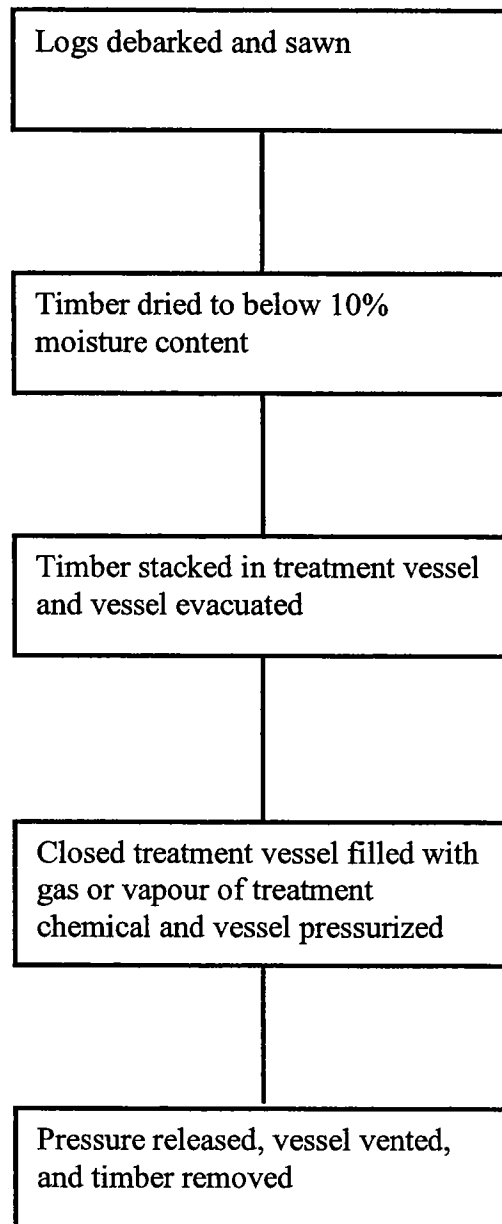 Logs debarked and sawn
Timber dried to below 10%
moisture content
Timber stacked in treatment vessel
and vessel evacuated
Closed treatment vessel filled with
gas or vapour of treatment
chemical and vessel pressurized
Pressure released, vessel vented,
and timber removed